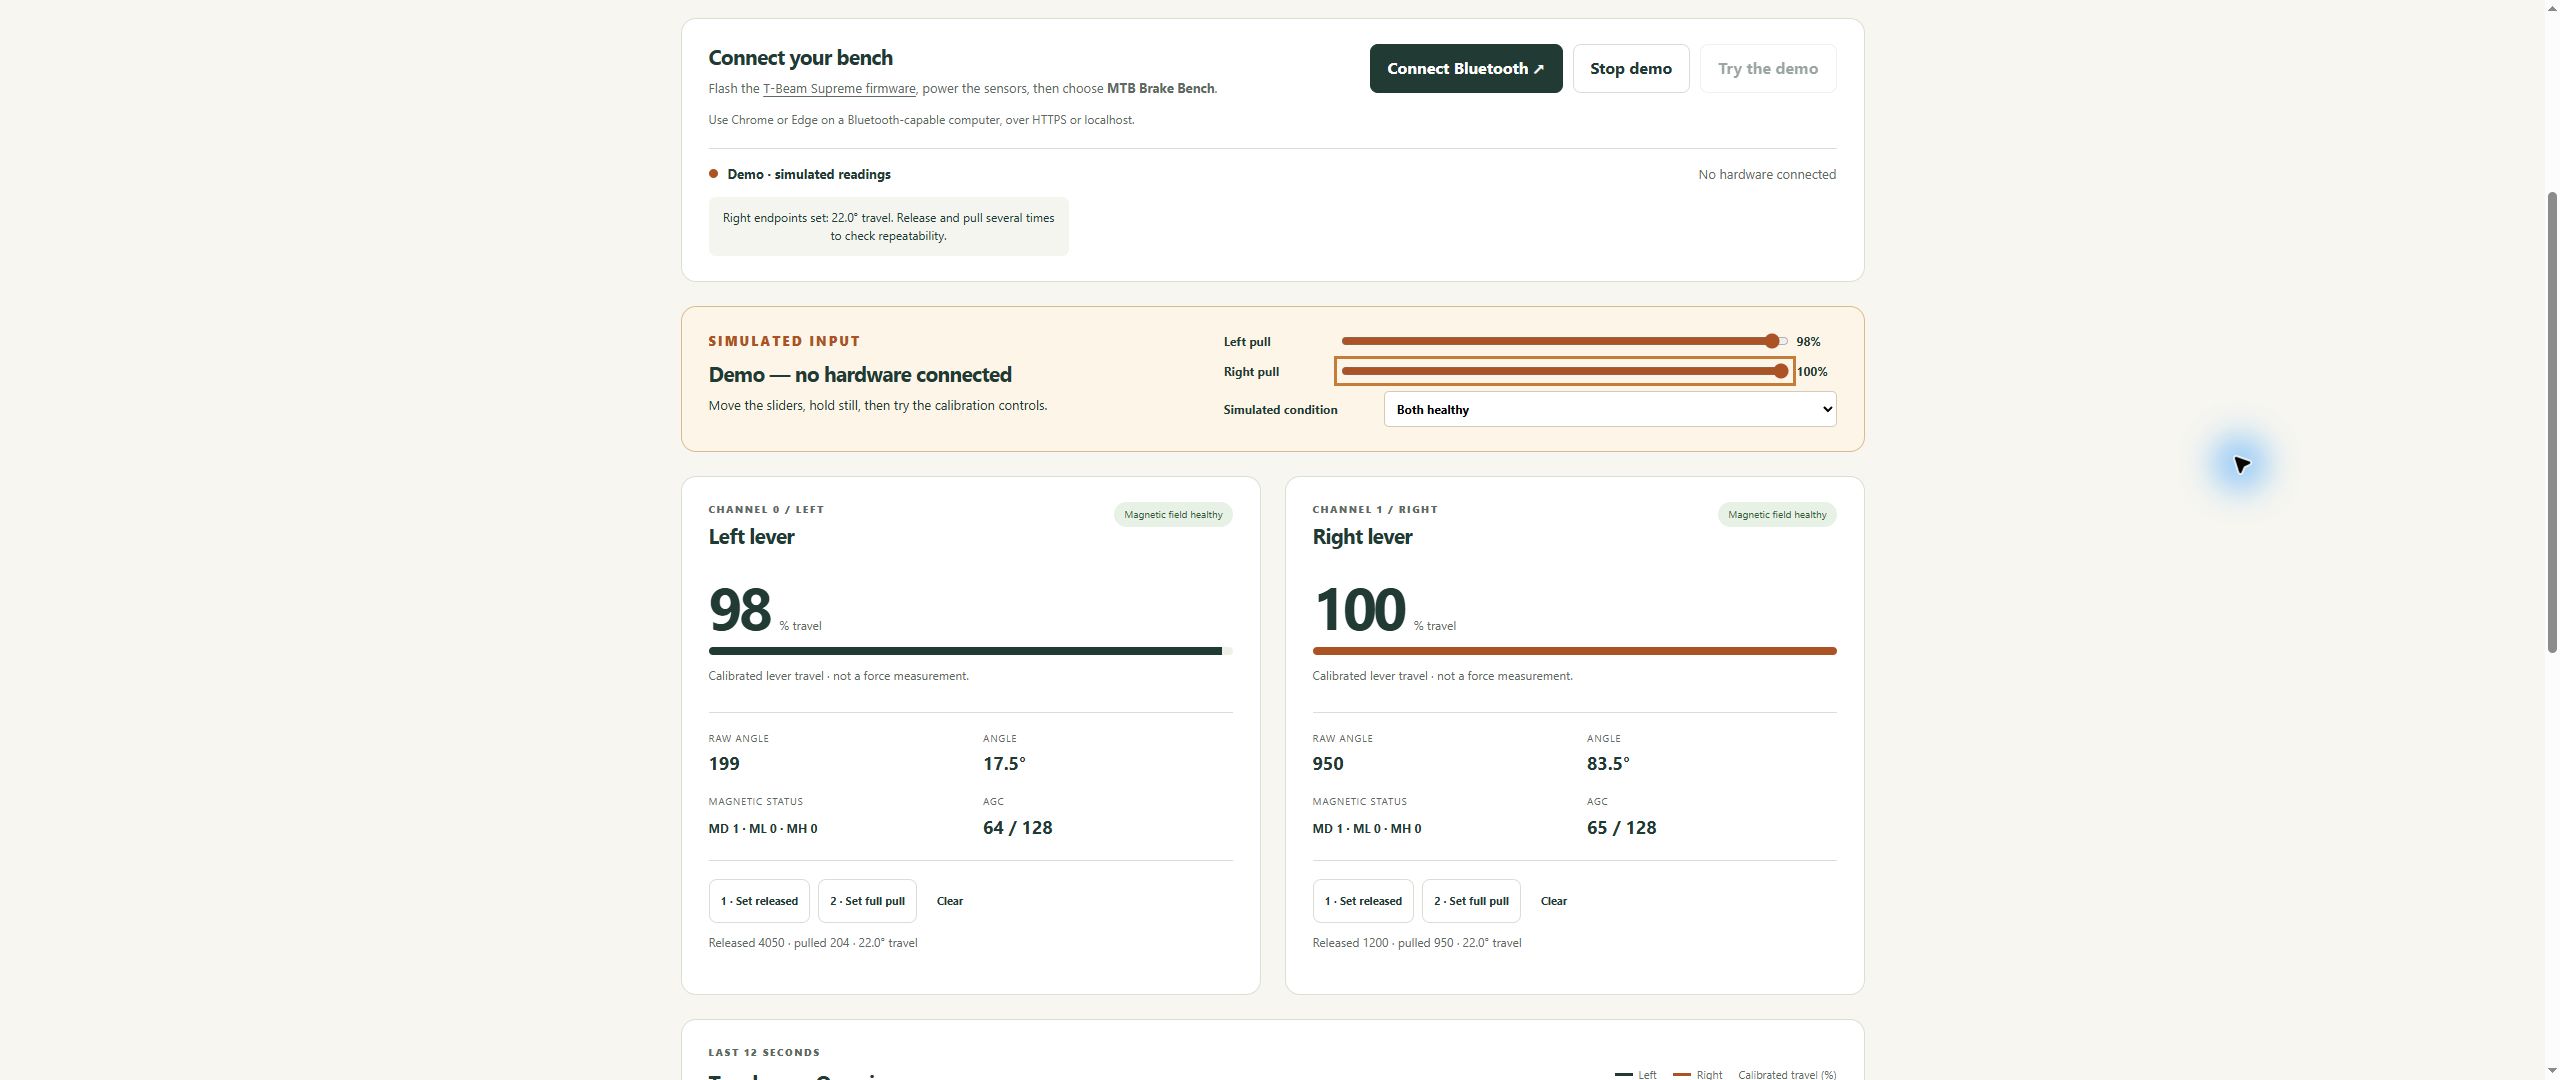 Connect your bench
Flash the T-Beam Supreme firmware, power the sensors, then choose MTB Brake Bench.
Use Chrome or Edge on a Bluetooth-capable computer, over HTTPS or localhost.
Connect Bluetooth ↗
Stop demo
Try the demo
Demo · simulated readings
No hardware connected
Right endpoints set: 22.0° travel. Release and pull several times
to check repeatability.
SIMULATED INPUT
Demo — no hardware connected
Move the sliders, hold still, then try the calibration controls.
Left pull 98%
Right pull 100%
Simulated condition Both healthy
CHANNEL 0 / LEFT
Left lever
Magnetic field healthy
98 % travel
Calibrated lever travel · not a force measurement.
RAW ANGLE ANGLE
199 17.5°
MAGNETIC STATUS AGC
MD 1 · ML 0 · MH 0 64 / 128
1 · Set released 2 · Set full pull Clear
Released 4050 · pulled 204 · 22.0° travel
CHANNEL 1 / RIGHT
Right lever
Magnetic field healthy
100 % travel
Calibrated lever travel · not a force measurement.
RAW ANGLE ANGLE
950 83.5°
MAGNETIC STATUS AGC
MD 1 · ML 0 · MH 0 65 / 128
1 · Set released 2 · Set full pull Clear
Released 1200 · pulled 950 · 22.0° travel
LAST 12 SECONDS
Left Right Calibrated travel (%)